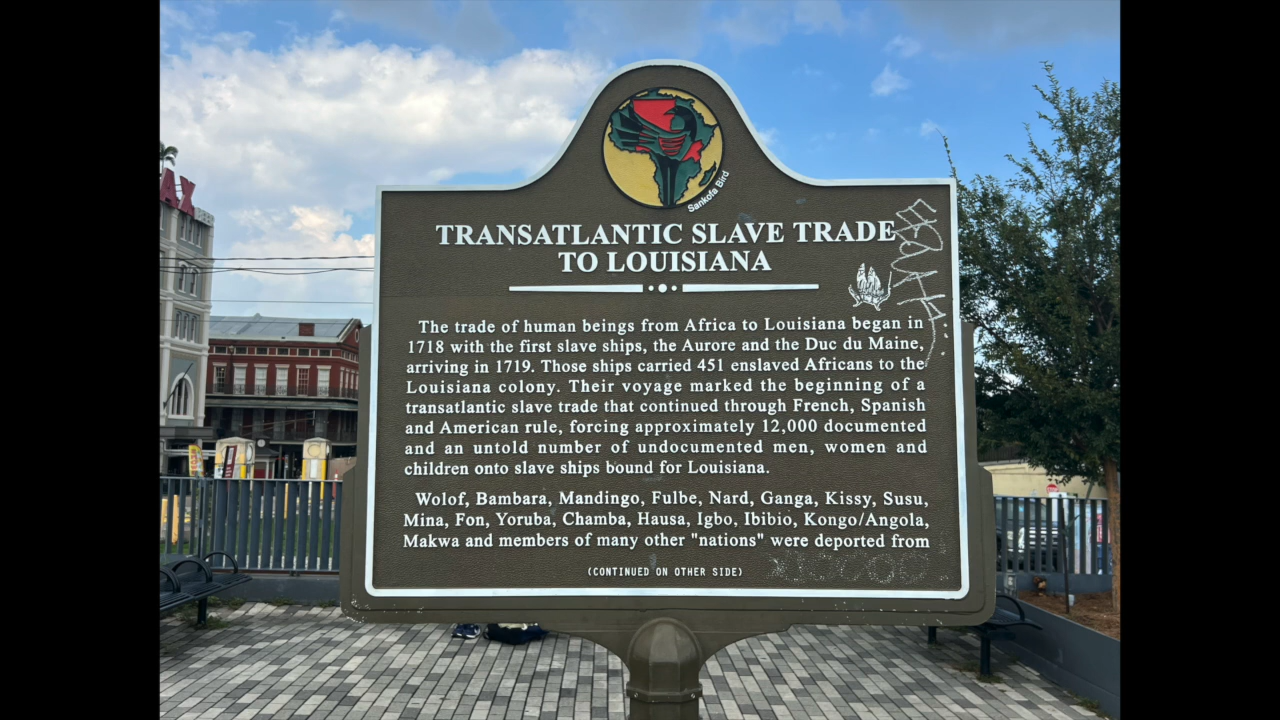 AX
Sankofa Bird
TRANSATLANTIC SLAVE TRADE
TO LOUISIANA
The trade of human beings from Africa to Louisiana began in
1718 with the first slave ships, the Aurore and the Duc du Maine,
arriving in 1719. Those ships carried 451 enslaved Africans to the
Louisiana colony. Their voyage marked the beginning of a
transatlantic slave trade that continued through French, Spanish
and American rule, forcing approximately 12,000 documented
and an untold number of undocumented men, women and
children onto slave ships bound for Louisiana.
Wolof, Bambara, Mandingo, Fulbe, Nard, Ganga, Kissy, Susu,
Mina, Fon, Yoruba, Chamba, Hausa, Igbo, Ibibio, Kongo/Angola,
Makwa and members of many other "nations" were deported from
(CONTINUED ON OTHER SIDE)